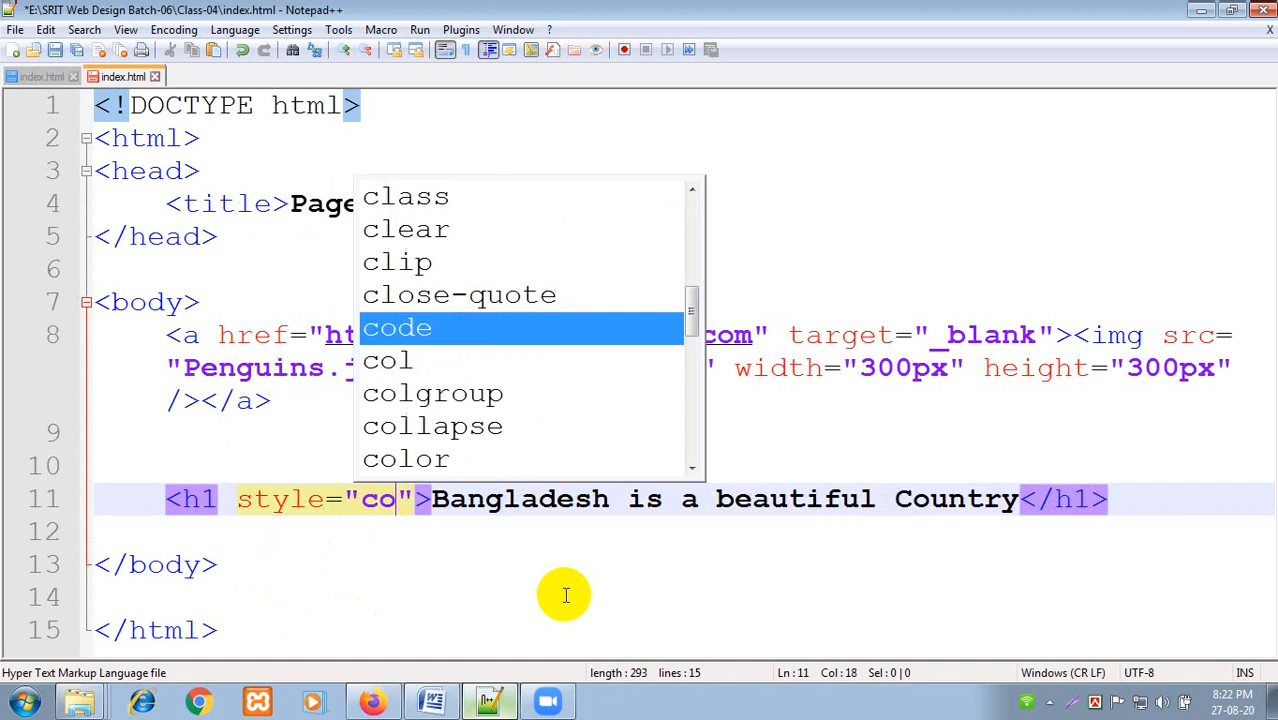 *E:\SRIT Web Design Batch-06\Class-04\index.html - Notepad++
File Edit Search View Encoding Language Settings Tools Macro Run Plugins Window ? X
index.html index.html
1 <!DOCTYPE html>
2 <html>
3 <head>
4 <title>Page
5 </head>
6
7 <body>
8 <a href="ht com" target="_blank"><img src=
"Penguins.j " width="300px" height="300px"
/></a>
9
10
11 <h1 style="co">Bangladesh is a beautiful Country</h1>
12
13 </body>
14
15 </html>
class
clear
clip
close-quote
code
col
colgroup
collapse
color
Hyper Text Markup Language file length : 293 lines : 15 Ln : 11 Col : 18 Sel : 0 | 0 Windows (CR LF) UTF-8 INS
8:22 PM
27-08-20